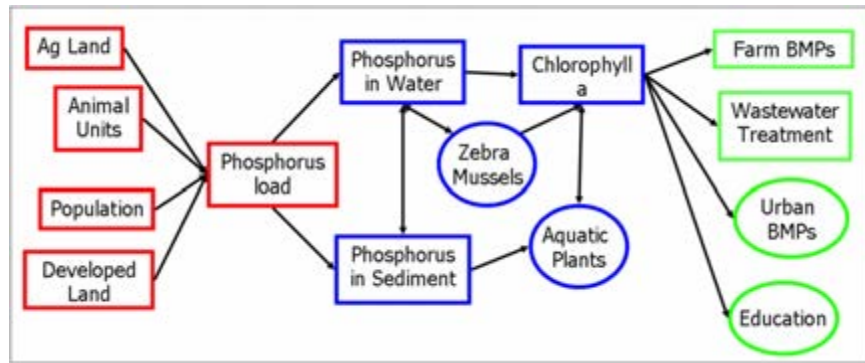 Ag Land
Animal
Units
Population
Developed
Land
Phosphorus
load
Phosphorus
in Water
Phosphorus
in Sediment
Zebra
Mussels
Chlorophyll
a
Aquatic
Plants
Farm BMPs
Wastewater
Treatment
Urban
BMPs
Education